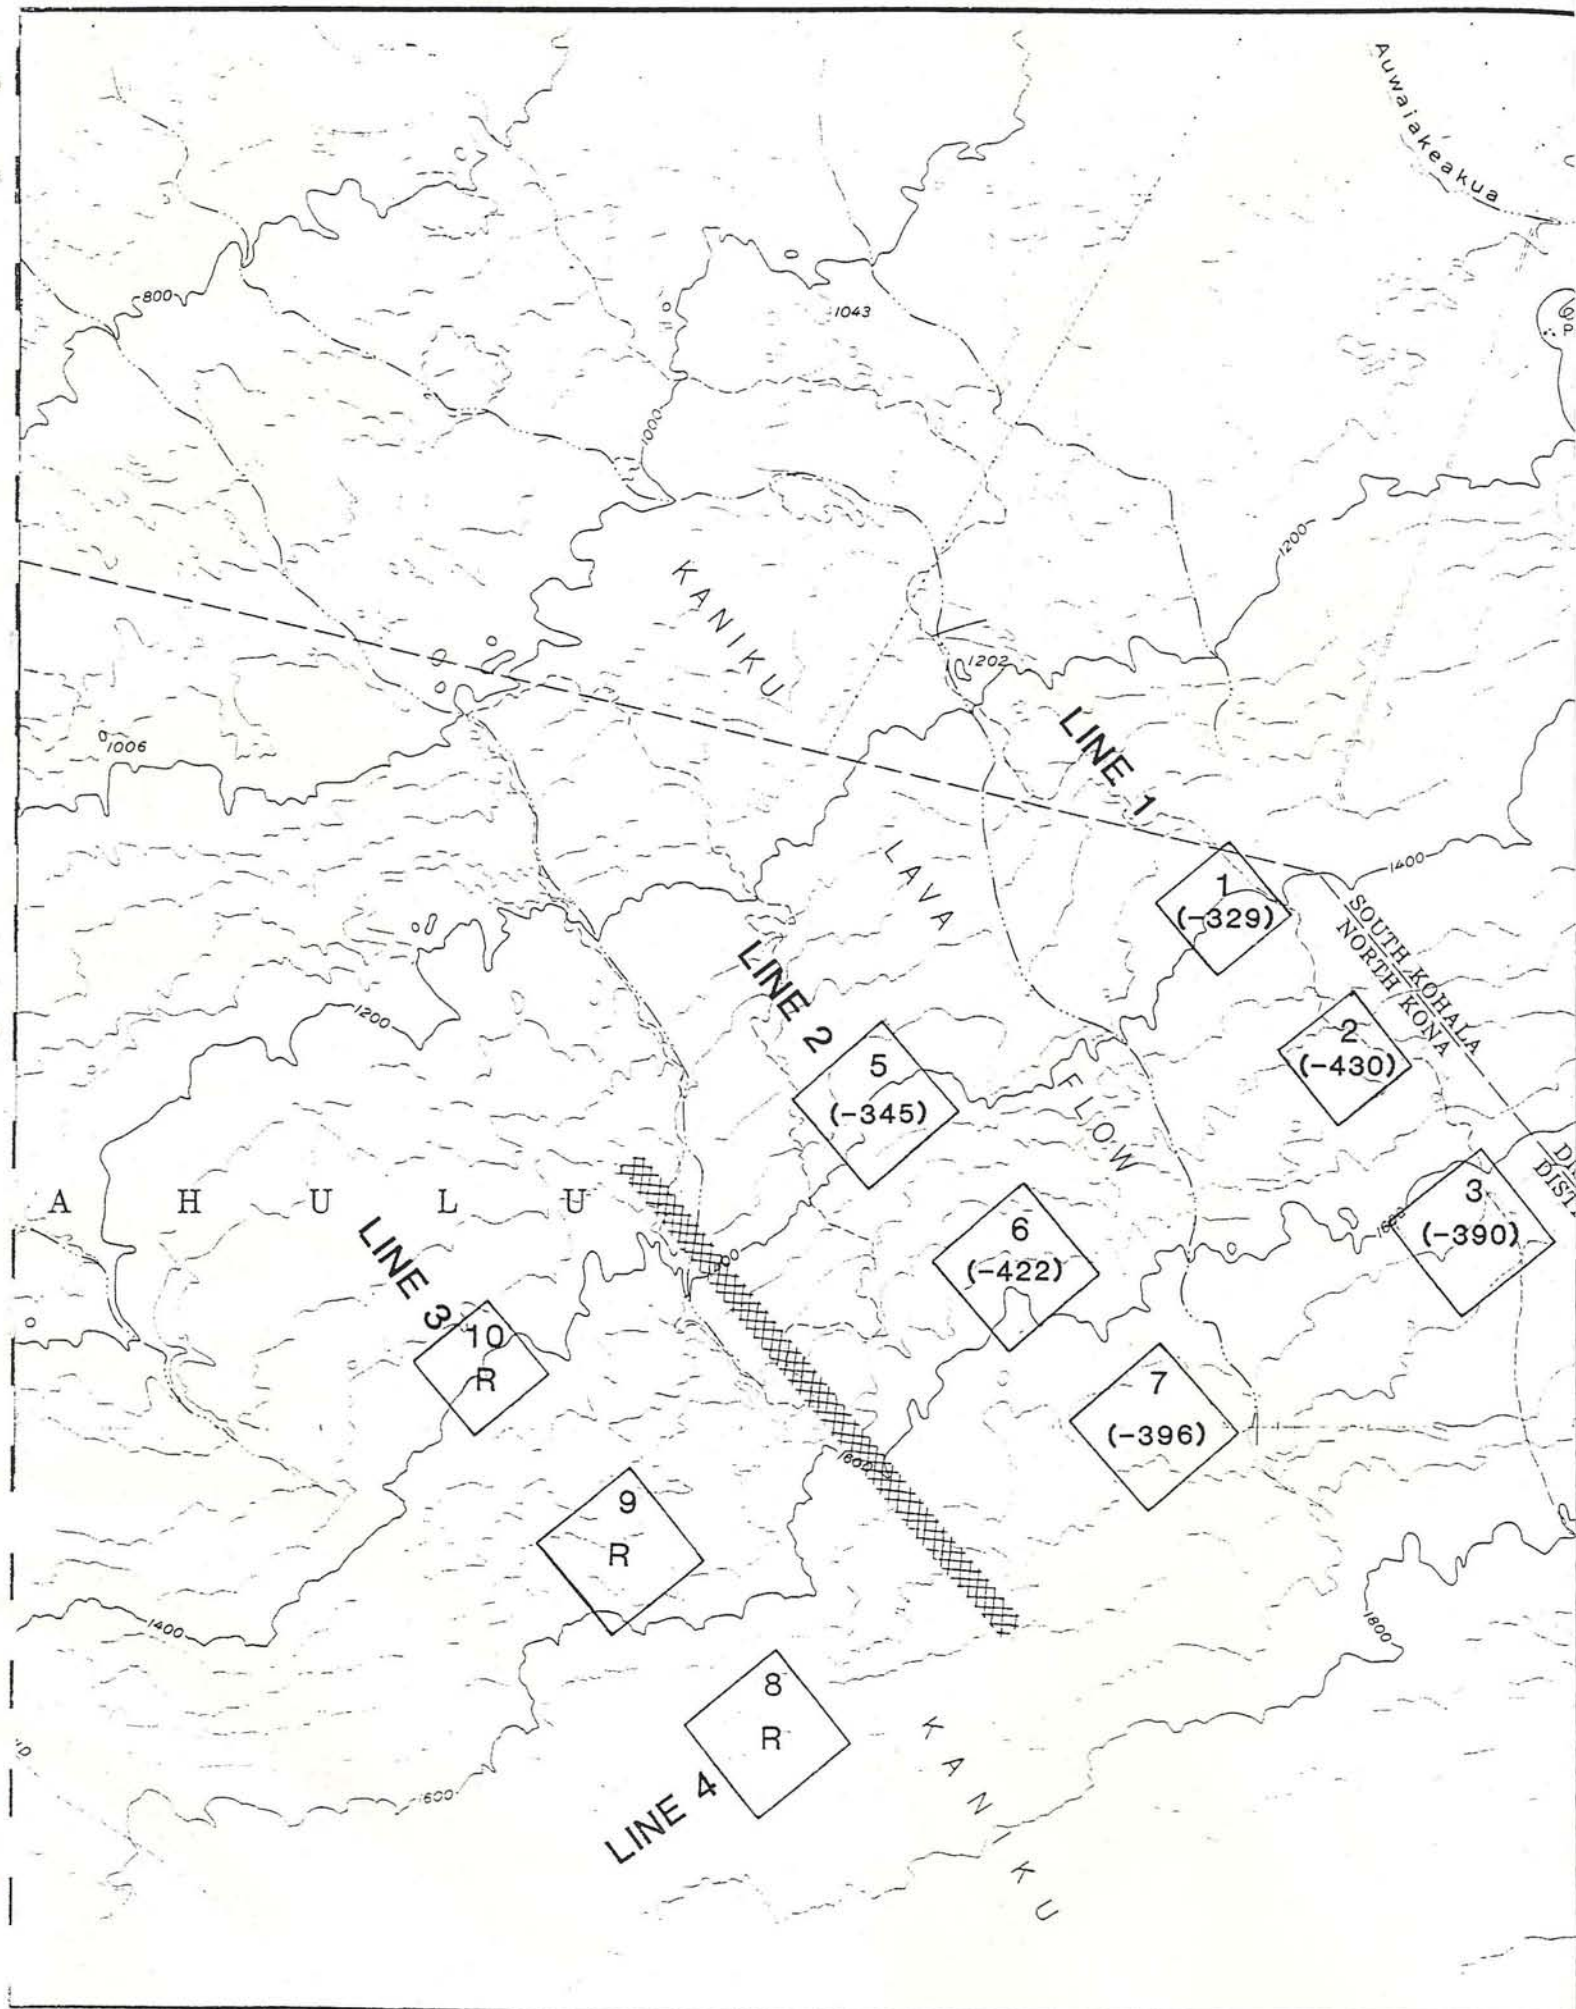 Auwaiakeakua
800
1043
1000
1200
KANIKU
1202
1006
LINE 1
1400
LAVA
1
(-329)
SOUTH KOHALA
NORTH KONA
LINE 2
1200
2
(-430)
5
(-345)
FLOW
AHULU
3
(-390)
LINE 3
6
(-422)
10
R
7
(-396)
1600
9
R
1400
1800
8
R
1600
LINE 4
KANIKU